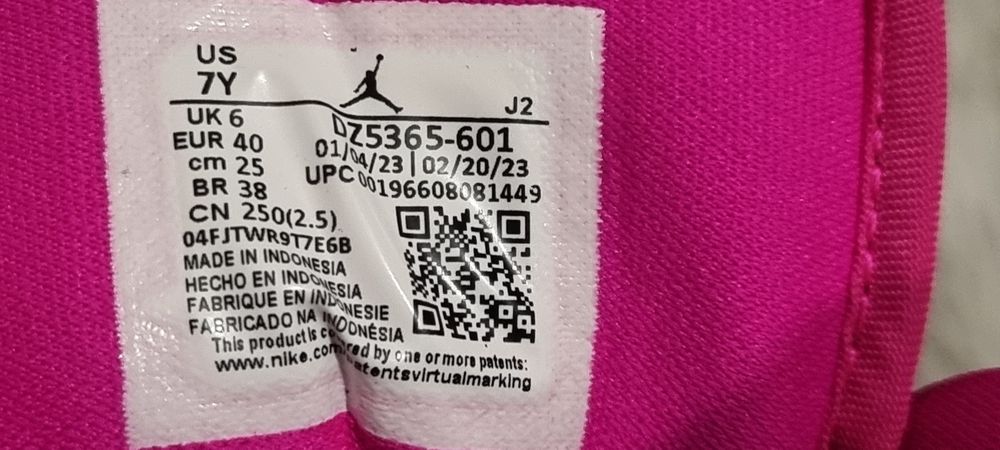 US
7Y
J2
UK 6
EUR 40
cm 25
BR 38
CN 250(2.5)
04FJTWR9T7E6B
DZ5365-601
01/04/23 | 02/20/23
UPC 00196608081449
MADE IN INDONESIA
HECHO EN INDONESIA
FABRIQUE EN INDONESIE
FABRICADO NA INDONÉSIA
This product is by one or more patents:
www.nike.com